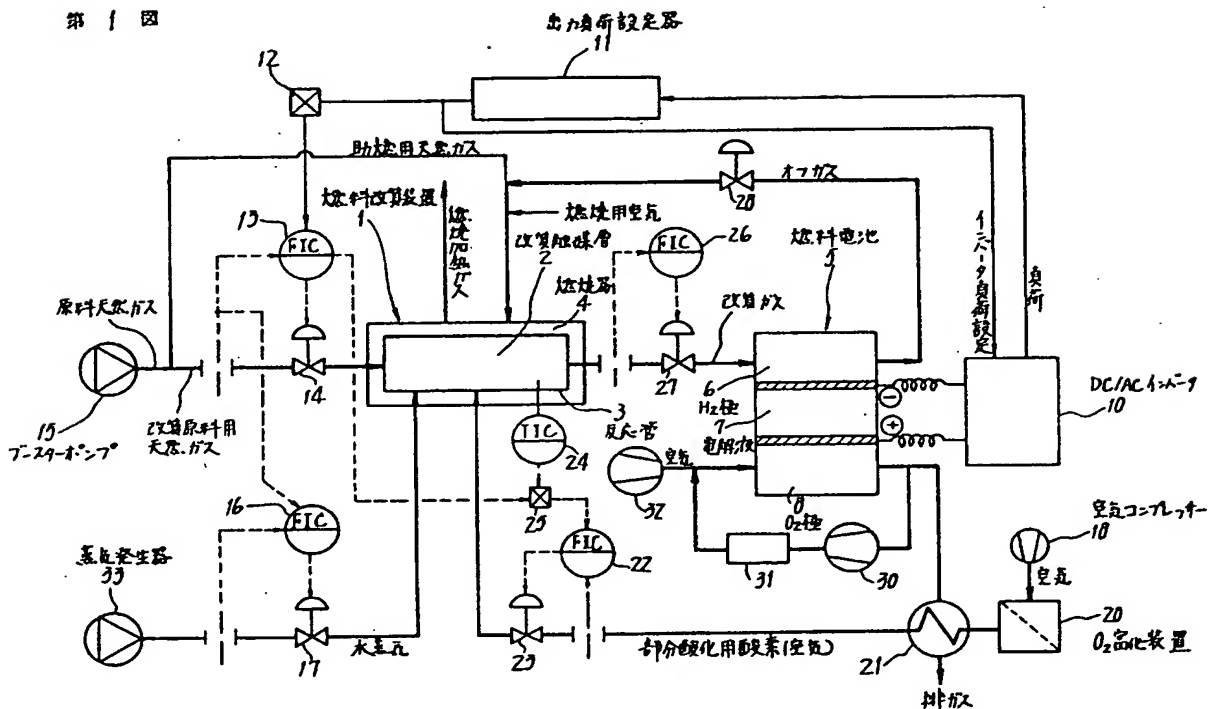 第 1 図
出力負荷設定器
11
12
助燃用天然ガス
オフガス
28
燃料改質装置
1
燃焼加熱ガス
燃焼用空気
13
FIC
改質触媒層
2
燃焼器
4
FIC
26
燃料電池
5
インバータ負荷設定
負荷
原料天然ガス
改質ガス
15
ブースターポンプ
改質原料用
天然ガス
14
27
6
H₂極
7
電解液
8
O₂極
−
+
DC/ACインバータ
10
3
反応管
TIC
24
空気
32
25
16
FIC
FIC
22
31
30
空気コンプレッサー
18
空気
蒸気発生器
33
17
水蒸気
23
部分酸化用酸素(空気)
21
20
O₂富化装置
排ガス